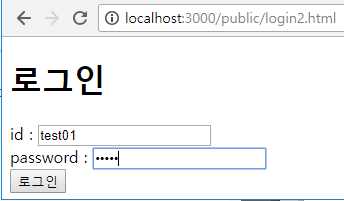 localhost:3000/public/login2.html
로그인
id : test01
password : •••••
로그인